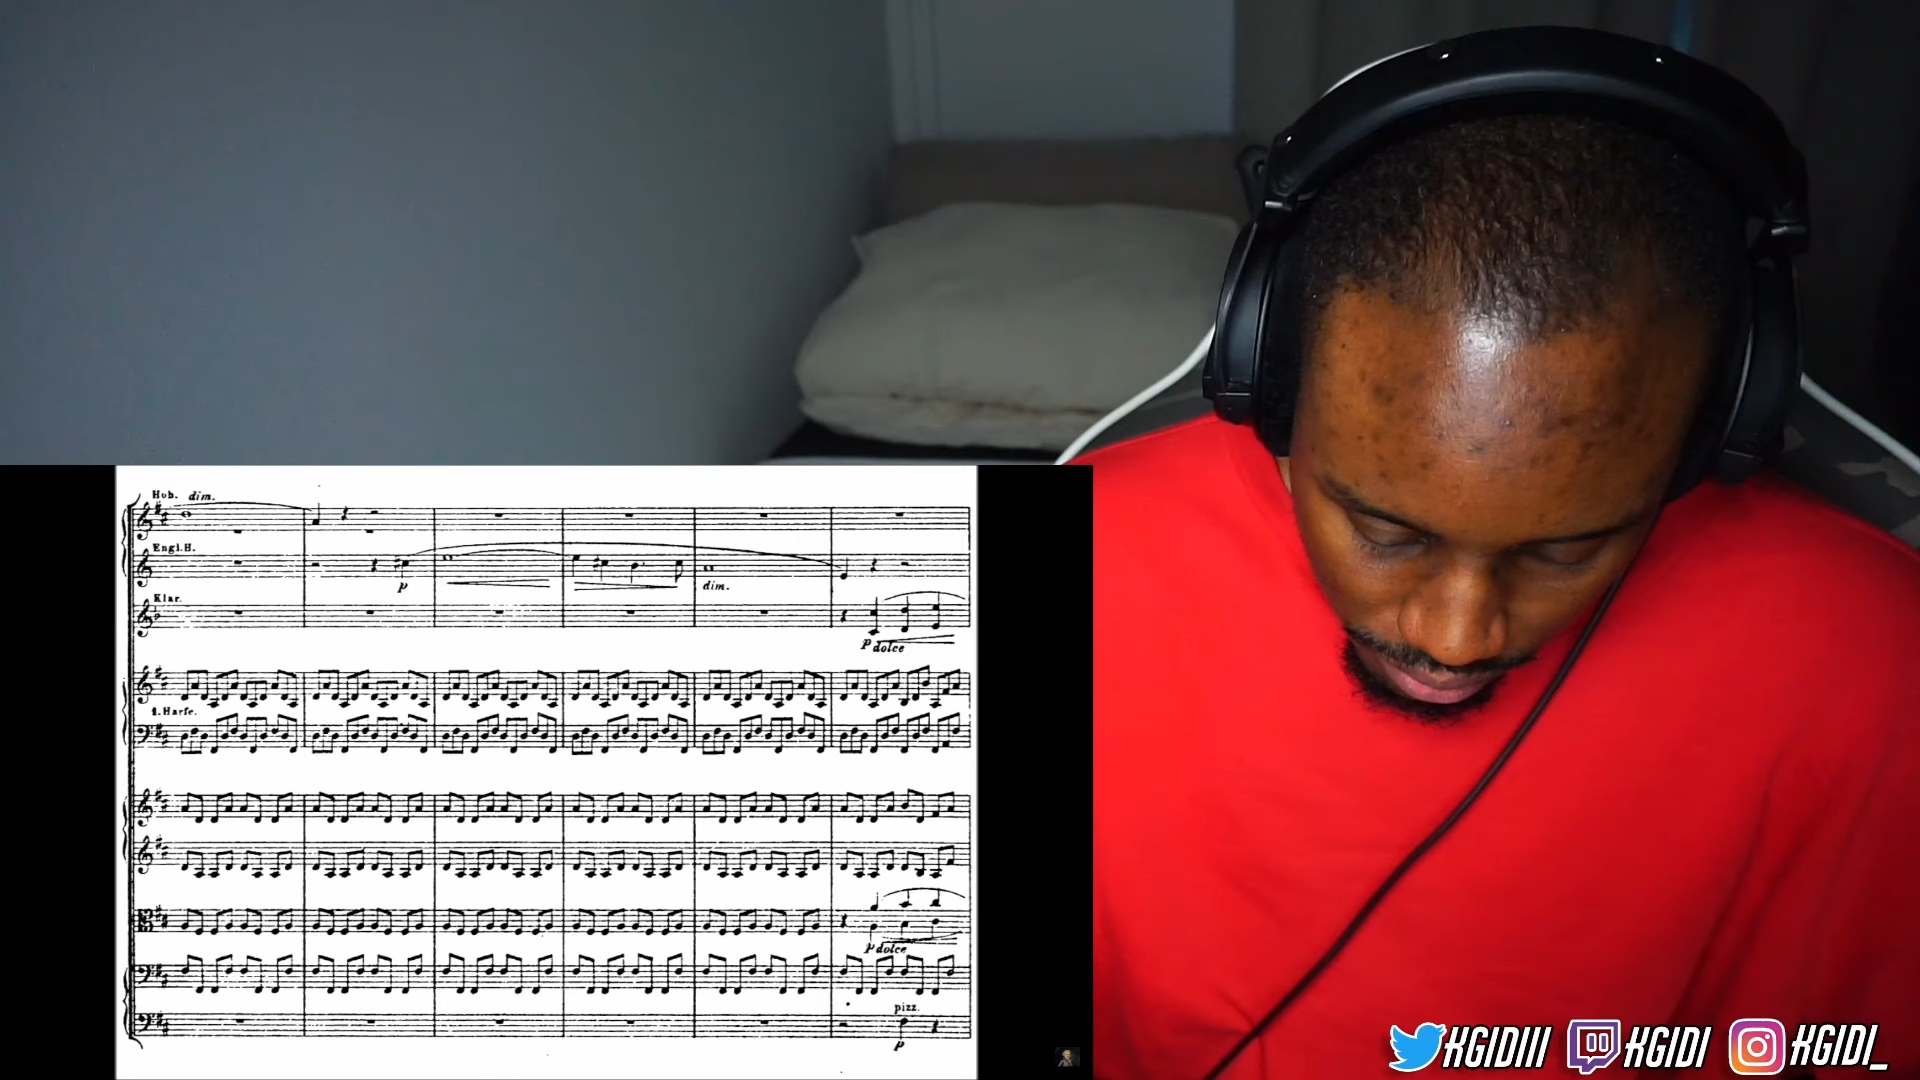 Hob. dim.
Engl.H.
p
dim.
Klar.
p dolce
1.Harfe.
p dolce
pizz.
p
KGIDIII KGIDI KGIDI_